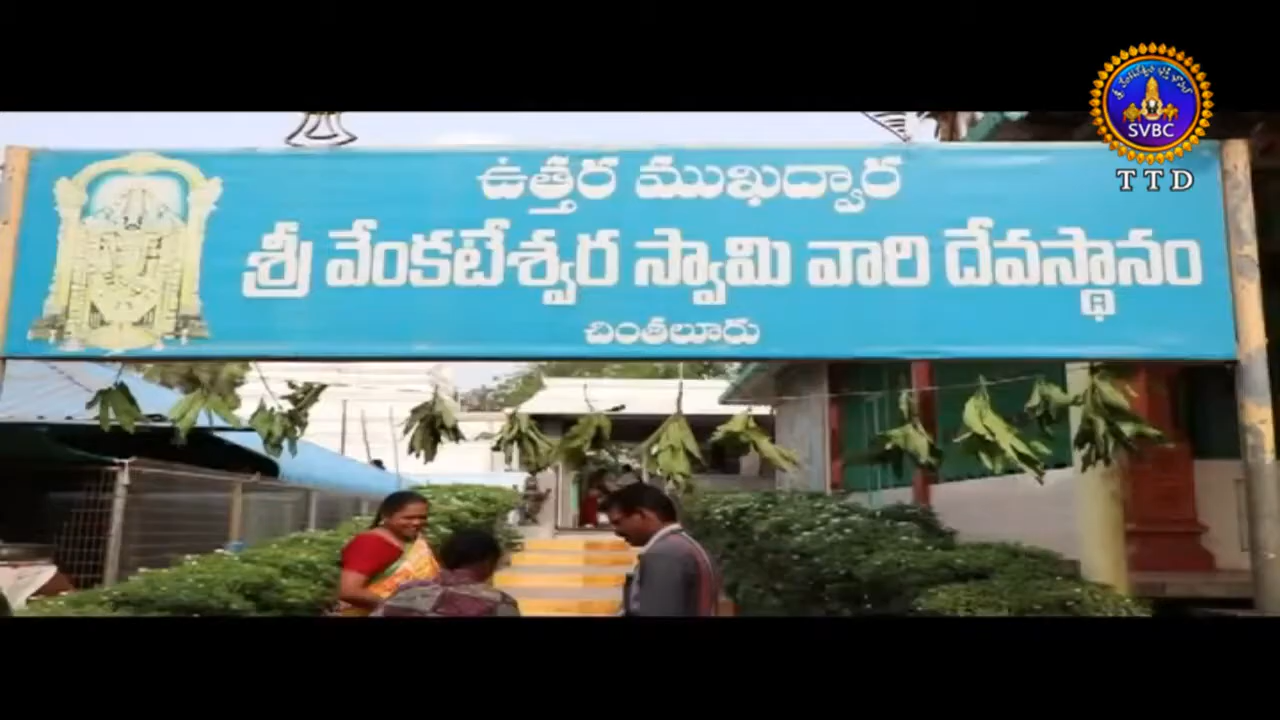 ఉత్తర ముఖద్వార
శ్రీ వేంకటేశ్వర స్వామి వారి దేవస్థానం
చింతలూరు
SVBC
TTD